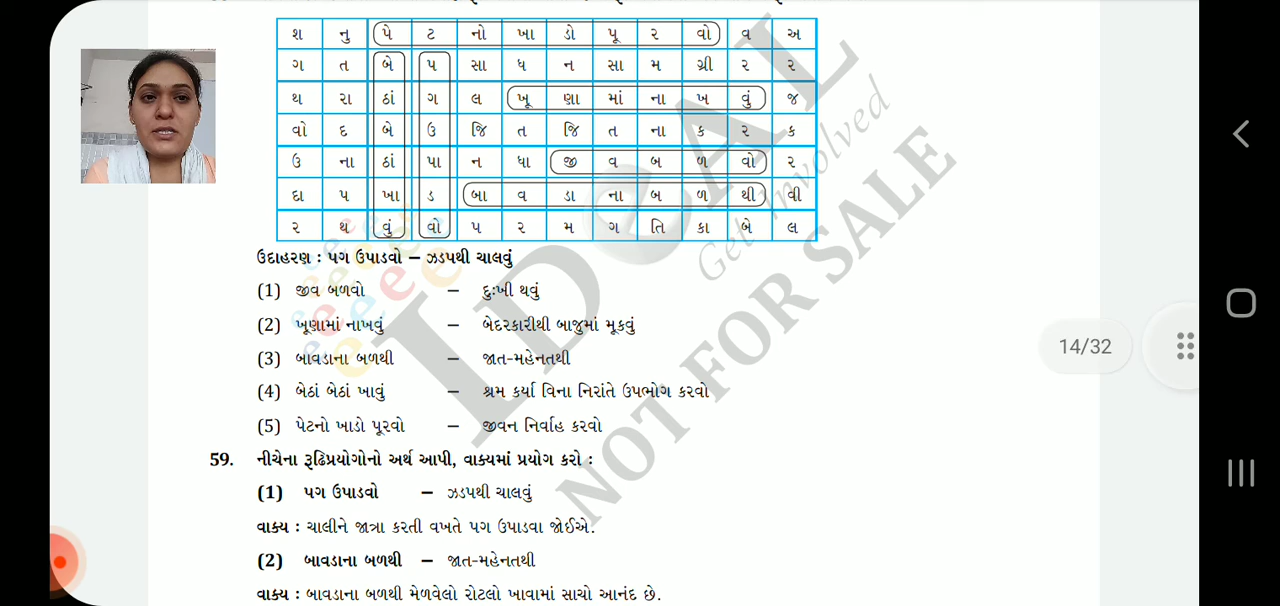 શ નુ પે ટ નો ખા ડો પૂ ર વો વ અ
ગ ત બે પ સા ધ ન સા મ ગ્રી ર ર
થ રા ઠાં ગ લ ખૂ ણા માં ના ખ વું જ
વો દ બે ઉ જિ ત જિ ત ના ક ર ક
ઉ ના ઠાં પા ન ધા જી વ બ ળ વો ર
દા પ ખા ડ બા વ ડા ના બ ળ થી વી
ર થ વું વો પ ર મ ગ તિ કા બે લ
ઉદાહરણ : પગ ઉપાડવો – ઝડપથી ચાલવું
(1) જીવ બળવો – દુઃખી થવું
(2) ખૂણામાં નાખવું – બેદરકારીથી બાજુમાં મૂકવું
(3) બાવડાના બળથી – જાત-મહેનતથી
(4) બેઠાં બેઠાં ખાવું – શ્રમ કર્યા વિના નિરાંતે ઉપભોગ કરવો
(5) પેટનો ખાડો પૂરવો – જીવન નિર્વાહ કરવો
59. નીચેના રૂઢિપ્રયોગોનો અર્થ આપી, વાક્યમાં પ્રયોગ કરો :
(1) પગ ઉપાડવો – ઝડપથી ચાલવું
વાક્ય : ચાલીને જાત્રા કરતી વખતે પગ ઉપાડવા જોઈએ.
(2) બાવડાના બળથી – જાત-મહેનતથી
વાક્ય : બાવડાના બળથી મેળવેલો રોટલો ખાવામાં સાચો આનંદ છે.
14/32
IDeAL
Get Involved
NOT FOR SALE